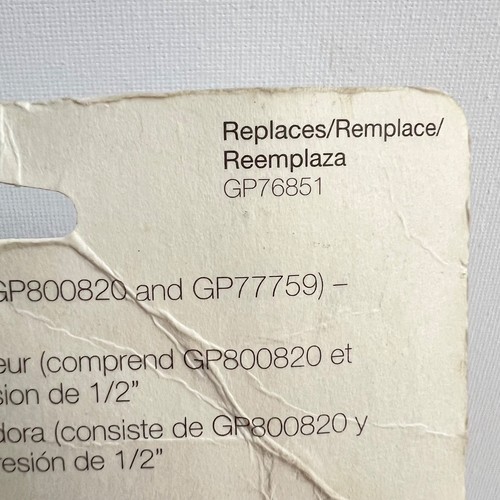 Replaces/Remplace/
Reemplaza
GP76851
GP800820 and GP77759) –
eur (comprend GP800820 et
sion de 1/2”
dora (consiste de GP800820 y
resión de 1/2”